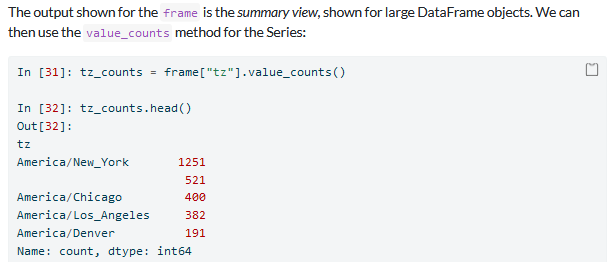 The output shown for the frame is the summary view, shown for large DataFrame objects. We can
then use the value_counts method for the Series:
In [31]: tz_counts = frame["tz"].value_counts()
In [32]: tz_counts.head()
Out[32]:
tz
America/New_York       1251
                        521
America/Chicago         400
America/Los_Angeles     382
America/Denver          191
Name: count, dtype: int64